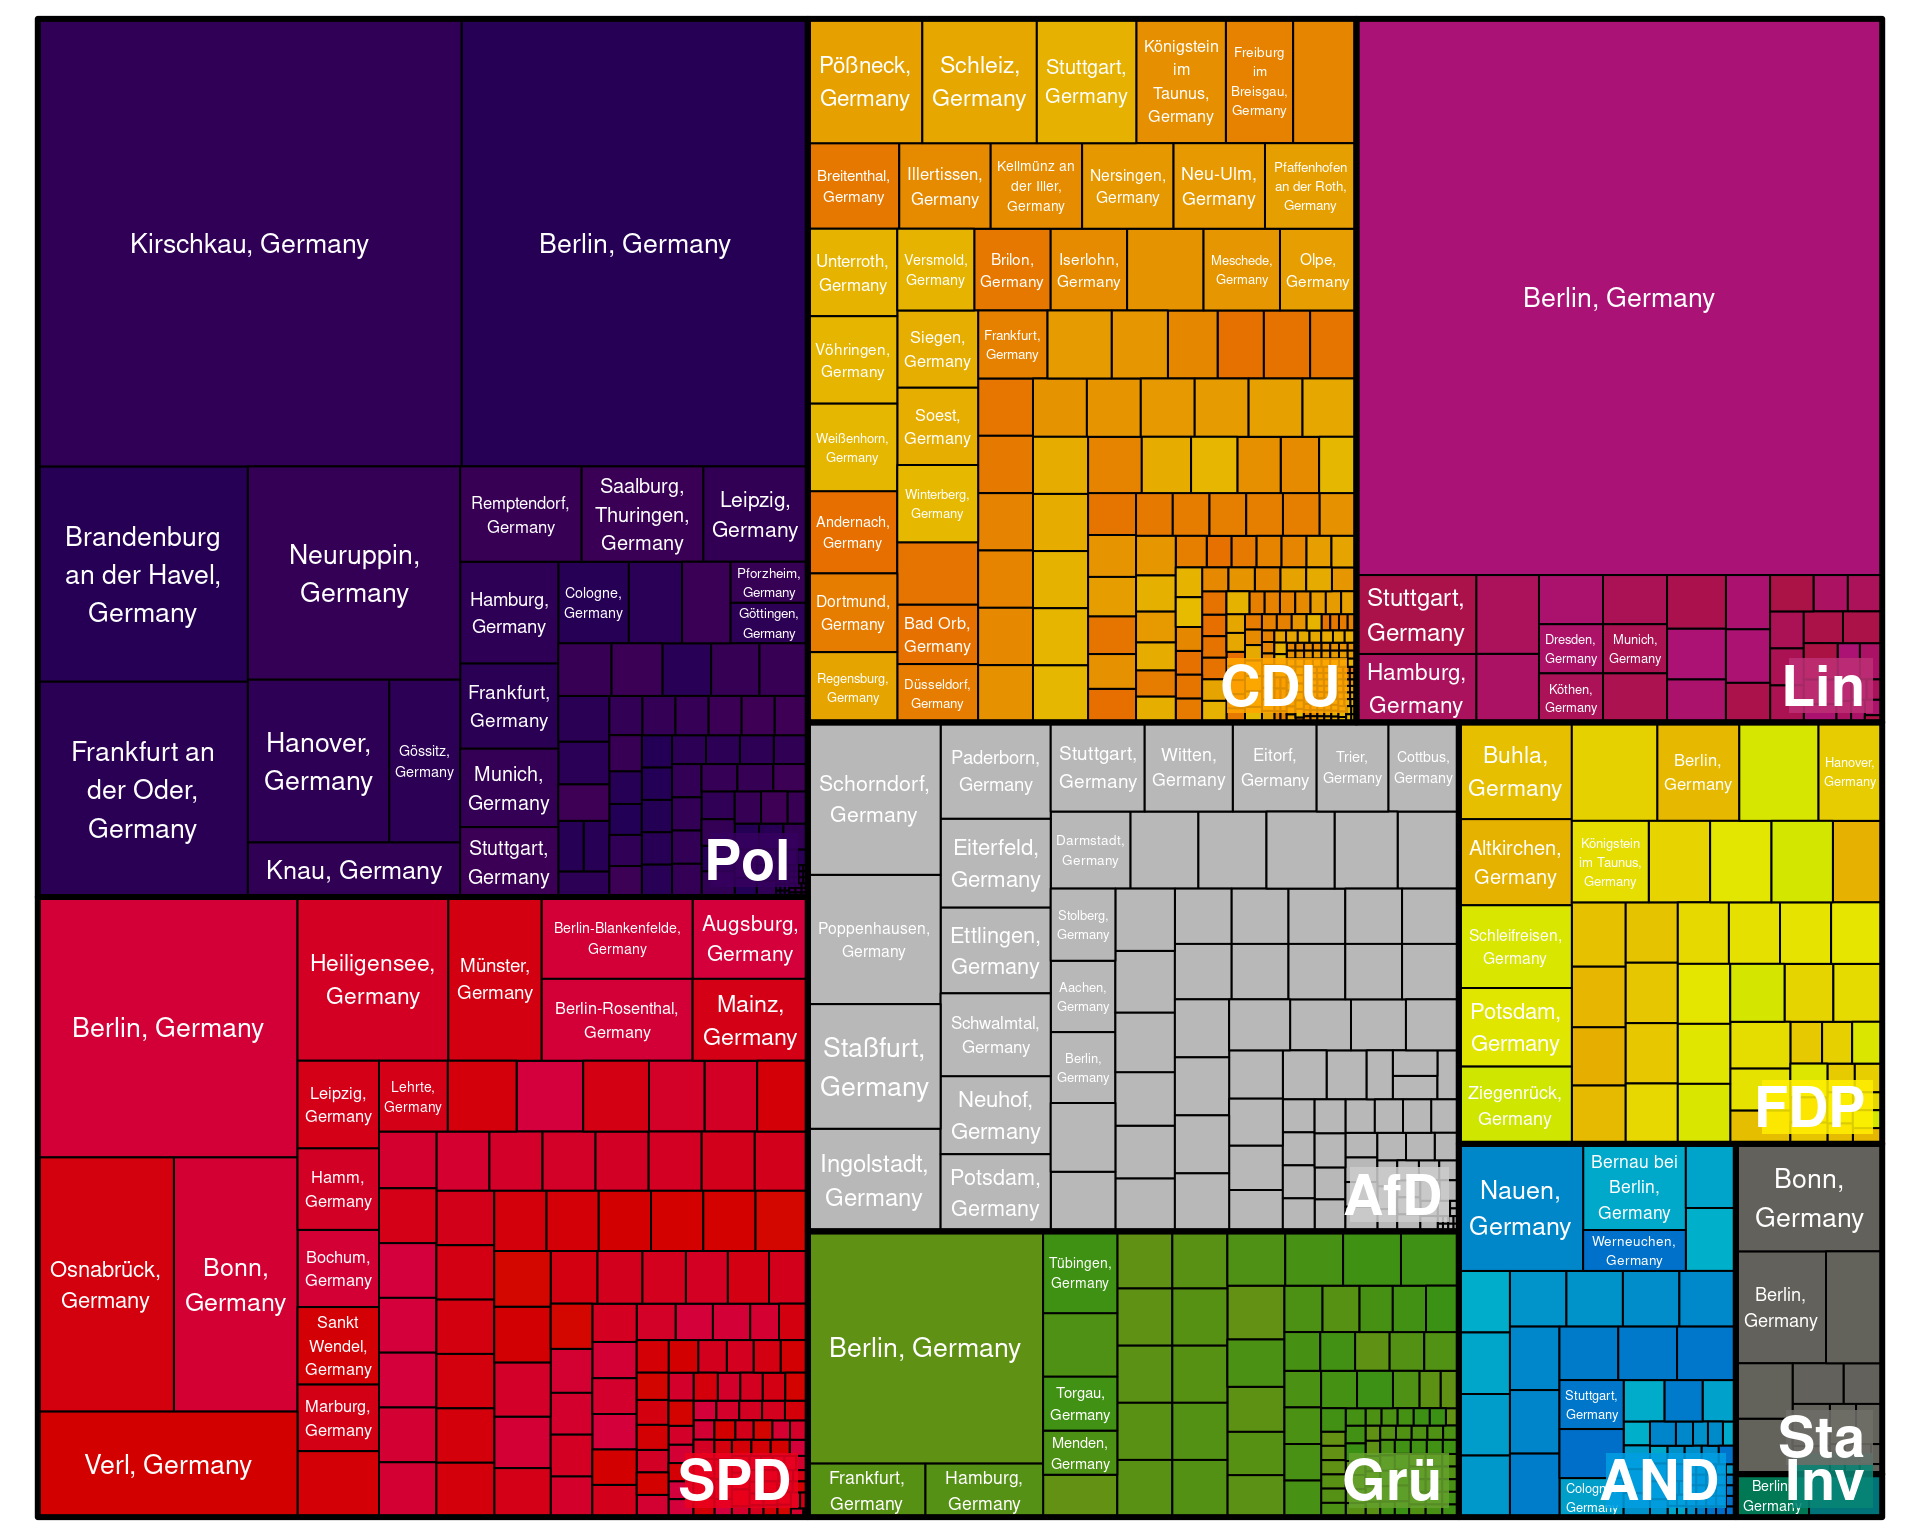 Kirschkau, Germany
Berlin, Germany
Brandenburg
an der Havel,
Germany
Neuruppin,
Germany
Remptendorf,
Germany
Saalburg,
Thuringen,
Germany
Leipzig,
Germany
Hamburg,
Germany
Cologne,
Germany
Pforzheim,
Germany
Göttingen,
Germany
Frankfurt an
der Oder,
Germany
Hanover,
Germany
Gössitz,
Germany
Knau, Germany
Frankfurt,
Germany
Munich,
Germany
Stuttgart,
Germany
Pol
Pößneck,
Germany
Schleiz,
Germany
Stuttgart,
Germany
Königstein
im
Taunus,
Germany
Freiburg
im
Breisgau,
Germany
Breitenthal,
Germany
Illertissen,
Germany
Kellmünz an
der Iller,
Germany
Nersingen,
Germany
Neu-Ulm,
Germany
Pfaffenhofen
an der Roth,
Germany
Unterroth,
Germany
Versmold,
Germany
Brilon,
Germany
Iserlohn,
Germany
Meschede,
Germany
Olpe,
Germany
Vöhringen,
Germany
Siegen,
Germany
Frankfurt,
Germany
Weißenhorn,
Germany
Soest,
Germany
Winterberg,
Germany
Andernach,
Germany
Dortmund,
Germany
Bad Orb,
Germany
Regensburg,
Germany
Düsseldorf,
Germany
CDU
Berlin, Germany
Stuttgart,
Germany
Hamburg,
Germany
Dresden,
Germany
Munich,
Germany
Köthen,
Germany
Lin
Berlin, Germany
Heiligensee,
Germany
Münster,
Germany
Berlin-Blankenfelde,
Germany
Augsburg,
Germany
Berlin-Rosenthal,
Germany
Mainz,
Germany
Leipzig,
Germany
Lehrte,
Germany
Osnabrück,
Germany
Bonn,
Germany
Hamm,
Germany
Bochum,
Germany
Sankt
Wendel,
Germany
Marburg,
Germany
Verl, Germany
SPD
Schorndorf,
Germany
Paderborn,
Germany
Stuttgart,
Germany
Witten,
Germany
Eitorf,
Germany
Trier,
Germany
Cottbus,
Germany
Eiterfeld,
Germany
Darmstadt,
Germany
Poppenhausen,
Germany
Ettlingen,
Germany
Stolberg,
Germany
Aachen,
Germany
Staßfurt,
Germany
Schwalmtal,
Germany
Berlin,
Germany
Neuhof,
Germany
Ingolstadt,
Germany
Potsdam,
Germany
AfD
Buhla,
Germany
Berlin,
Germany
Hanover,
Germany
Altkirchen,
Germany
Königstein
im Taunus,
Germany
Schleifreisen,
Germany
Potsdam,
Germany
Ziegenrück,
Germany
FDP
Berlin, Germany
Tübingen,
Germany
Torgau,
Germany
Menden,
Germany
Frankfurt,
Germany
Hamburg,
Germany
Grü
Nauen,
Germany
Bernau bei
Berlin,
Germany
Werneuchen,
Germany
Stuttgart,
Germany
Germany
AND
Bonn,
Germany
Berlin,
Germany
Sta
Berlin,
Germany
Inv